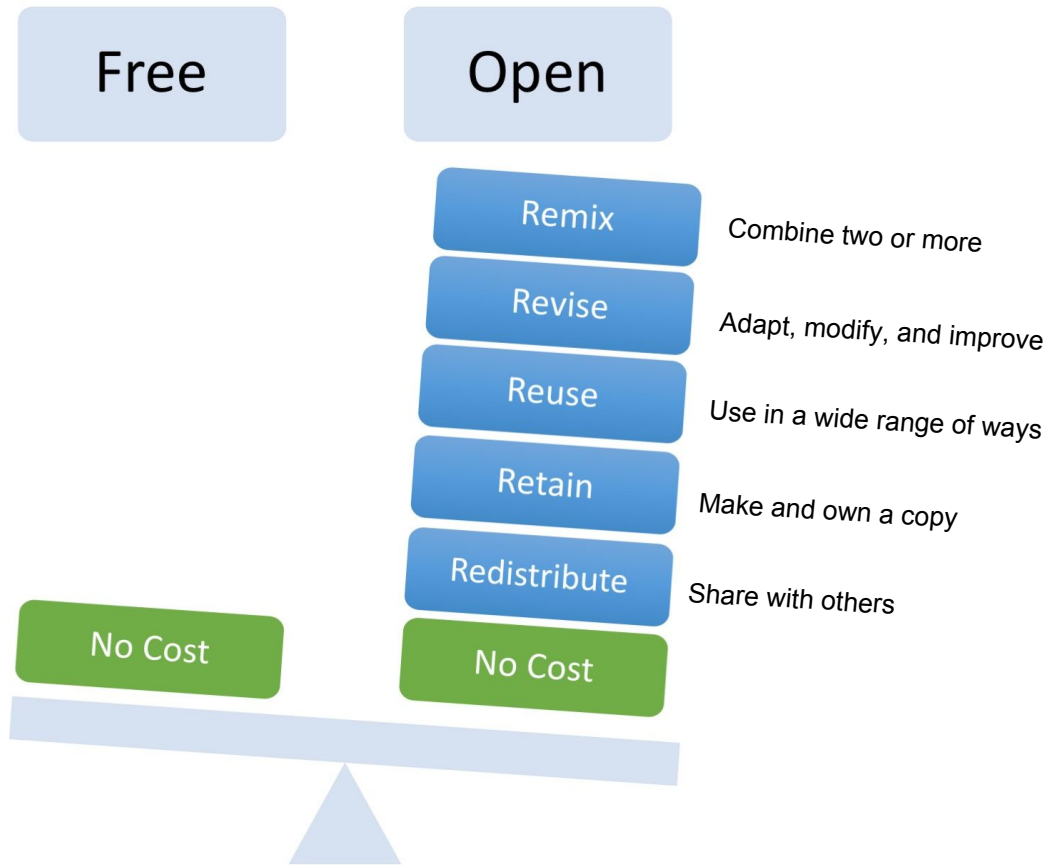 Free
Open
Remix
Combine two or more
Revise
Adapt, modify, and improve
Reuse
Use in a wide range of ways
Retain
Make and own a copy
Redistribute
Share with others
No Cost
No Cost